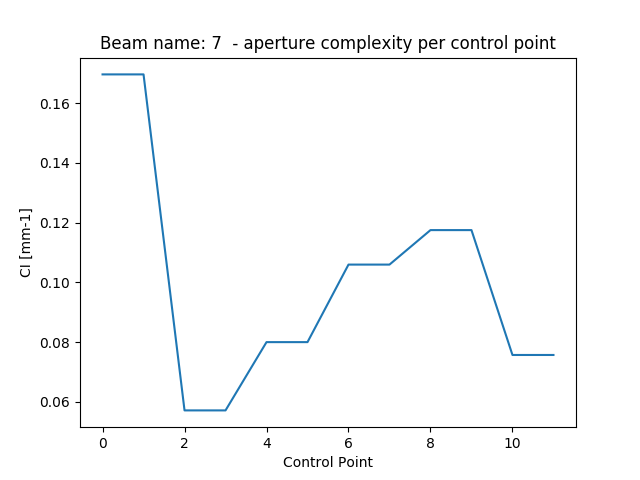 Beam name: 7  - aperture complexity per control point
CI [mm-1]
0.16
0.14
0.12
0.10
0.08
0.06
0 2 4 6 8 10
Control Point